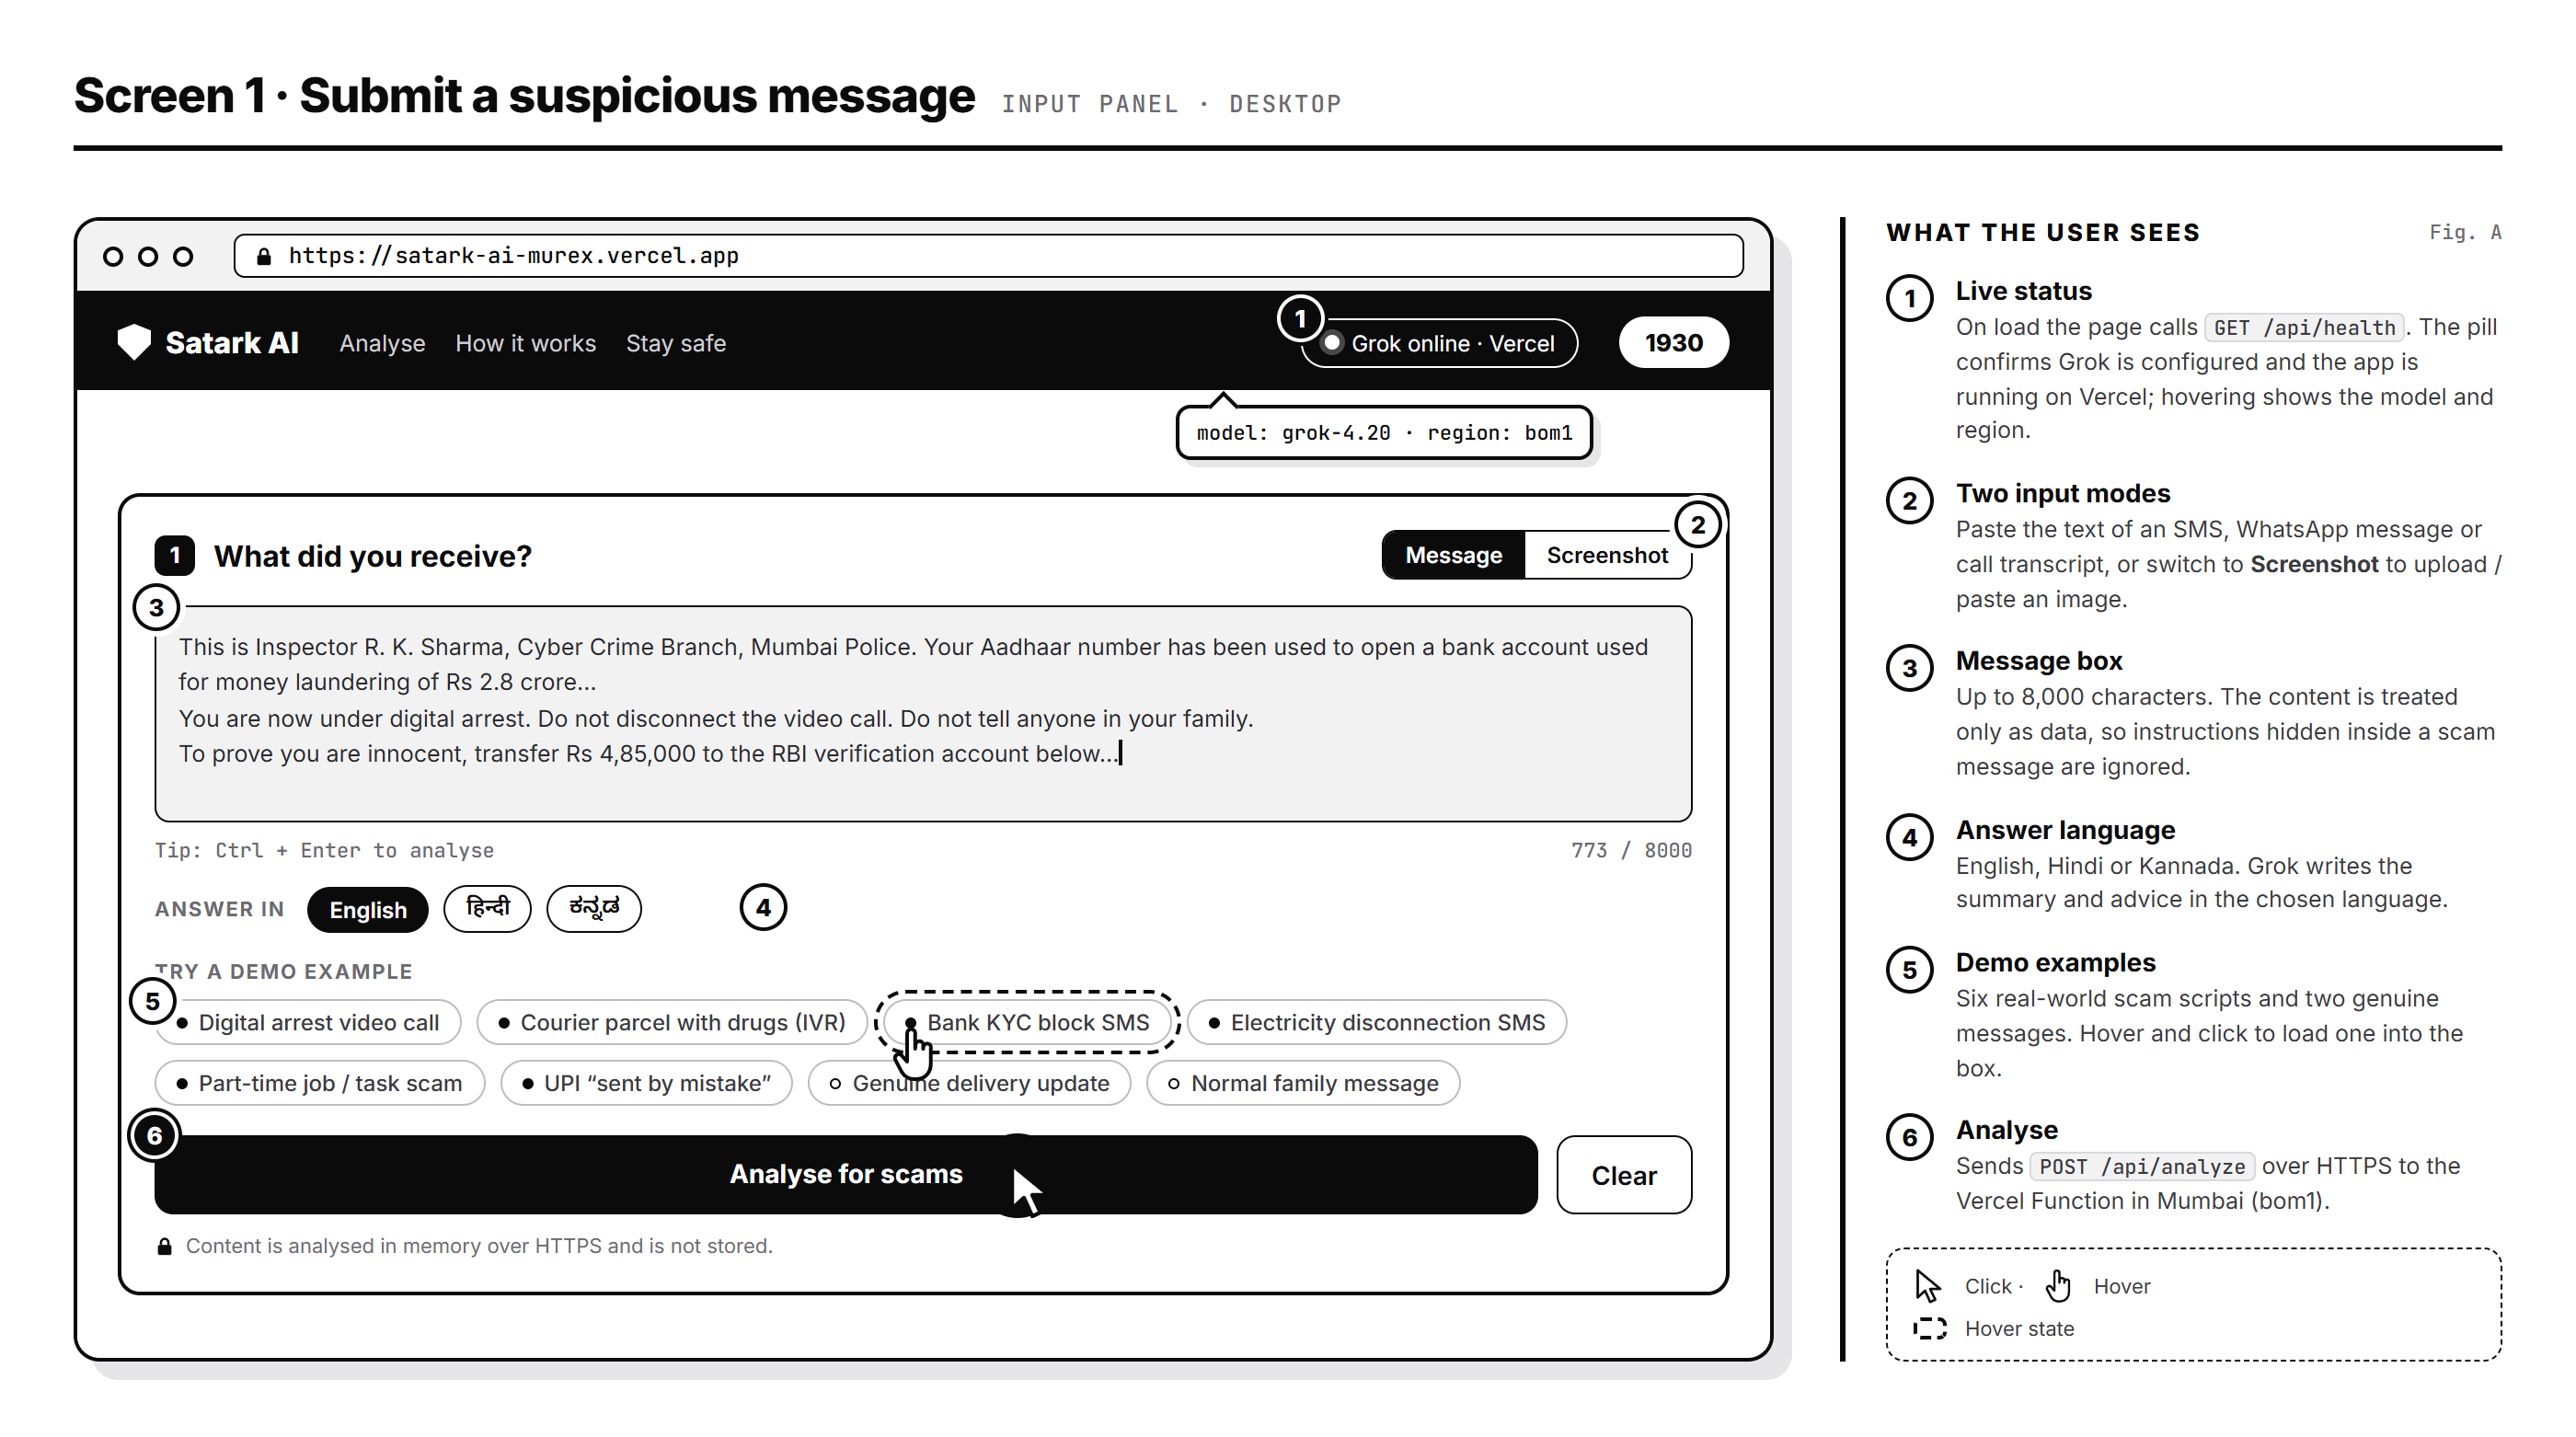 Screen 1 · Submit a suspicious message INPUT PANEL · DESKTOP
https://satark-ai-murex.vercel.app
Satark AI Analyse How it works Stay safe 1 Grok online · Vercel 1930
model: grok-4.20 · region: bom1
1 What did you receive? Message Screenshot 2
3
This is Inspector R. K. Sharma, Cyber Crime Branch, Mumbai Police. Your Aadhaar number has been used to open a bank account used
for money laundering of Rs 2.8 crore...
You are now under digital arrest. Do not disconnect the video call. Do not tell anyone in your family.
To prove you are innocent, transfer Rs 4,85,000 to the RBI verification account below...
Tip: Ctrl + Enter to analyse 773 / 8000
ANSWER IN English हिन्दी ಕನ್ನಡ 4
TRY A DEMO EXAMPLE
5 Digital arrest video call Courier parcel with drugs (IVR) Bank KYC block SMS Electricity disconnection SMS
Part-time job / task scam UPI “sent by mistake” Genuine delivery update Normal family message
6 Analyse for scams Clear
Content is analysed in memory over HTTPS and is not stored.
WHAT THE USER SEES Fig. A
1 Live status
On load the page calls GET /api/health. The pill
confirms Grok is configured and the app is
running on Vercel; hovering shows the model and
region.
2 Two input modes
Paste the text of an SMS, WhatsApp message or
call transcript, or switch to Screenshot to upload /
paste an image.
3 Message box
Up to 8,000 characters. The content is treated
only as data, so instructions hidden inside a scam
message are ignored.
4 Answer language
English, Hindi or Kannada. Grok writes the
summary and advice in the chosen language.
5 Demo examples
Six real-world scam scripts and two genuine
messages. Hover and click to load one into the
box.
6 Analyse
Sends POST /api/analyze over HTTPS to the
Vercel Function in Mumbai (bom1).
Click · Hover
Hover state